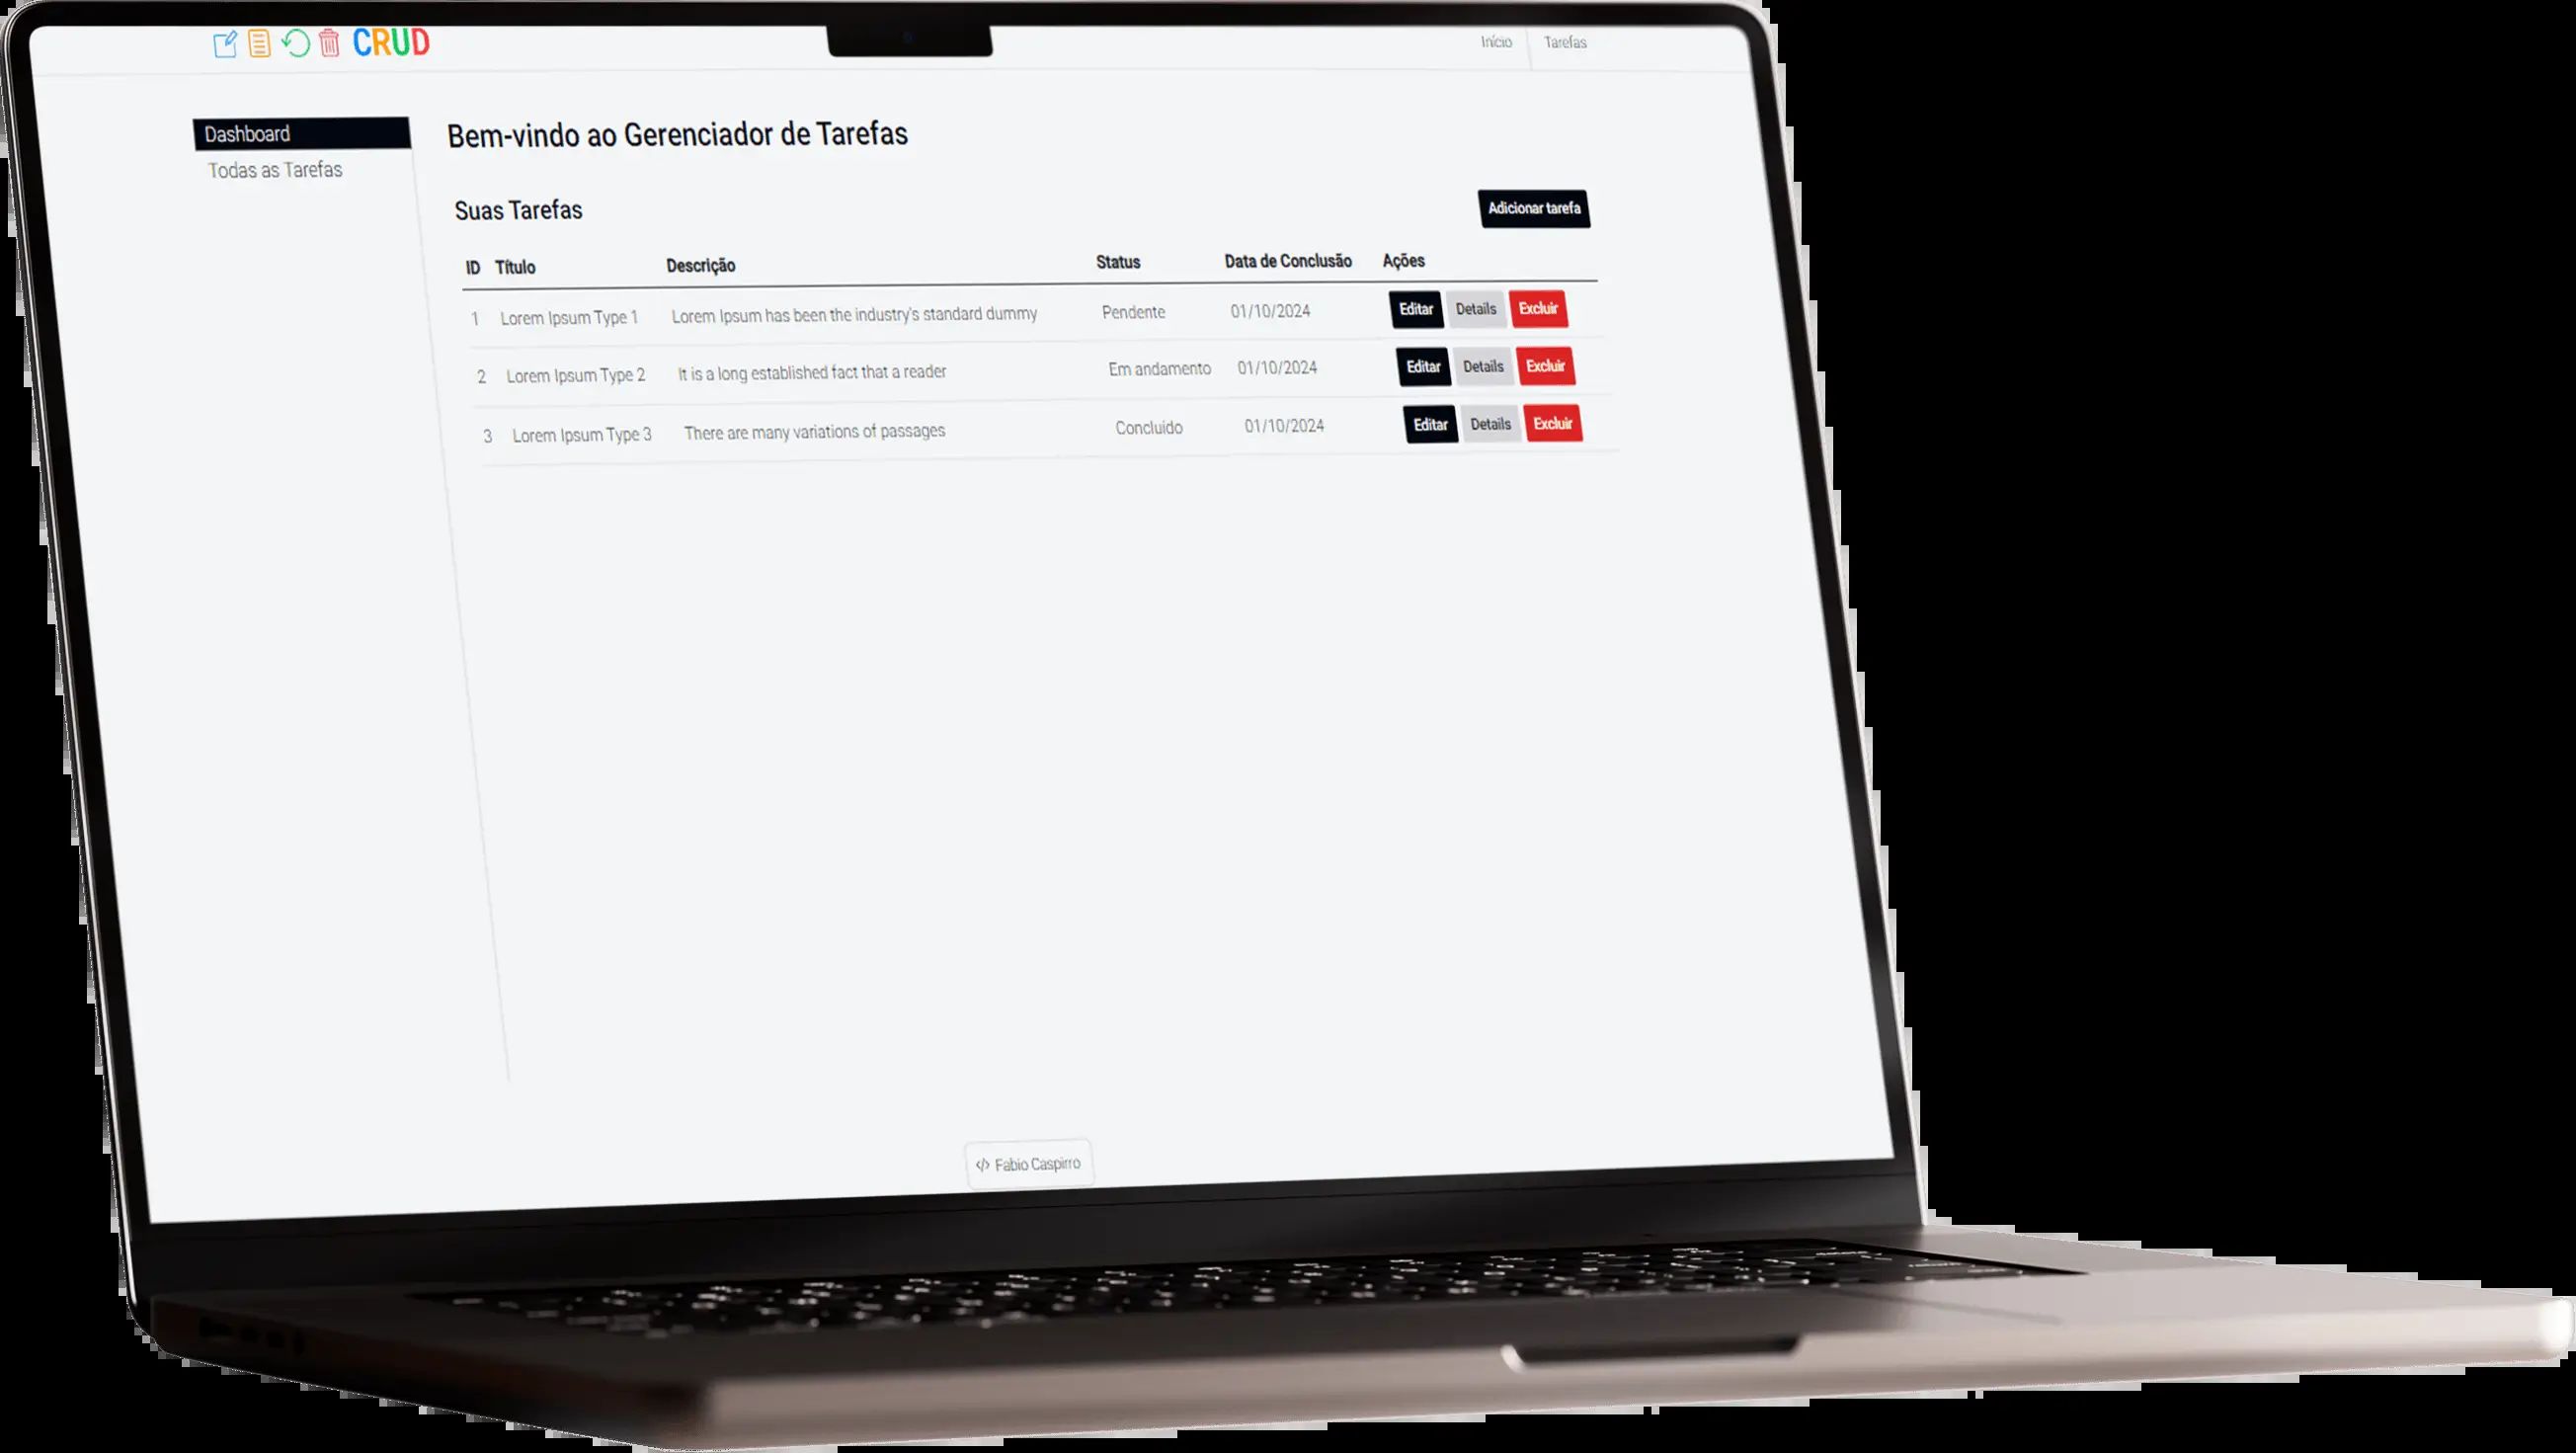 CRUD
Início Tarefas
Dashboard
Todas as Tarefas
Bem-vindo ao Gerenciador de Tarefas
Suas Tarefas
Adicionar tarefa
ID Título Descrição Status Data de Conclusão Ações
1 Lorem Ipsum Type 1 Lorem Ipsum has been the industry's standard dummy Pendente 01/10/2024 Editar Details Excluir
2 Lorem Ipsum Type 2 It is a long established fact that a reader Em andamento 01/10/2024 Editar Details Excluir
3 Lorem Ipsum Type 3 There are many variations of passages Concluido 01/10/2024 Editar Details Excluir
</> Fabio Caspirro